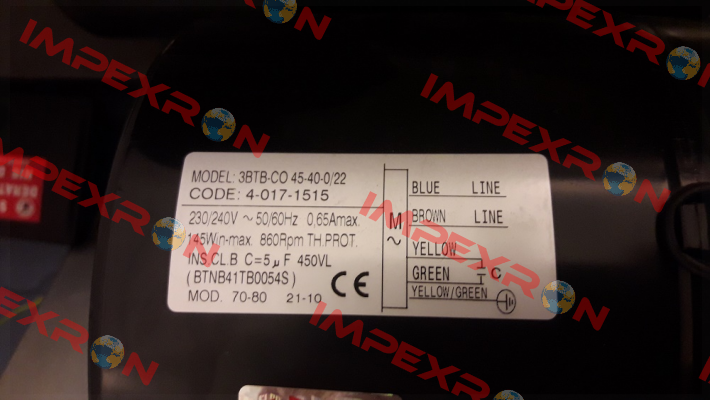 MODEL: 3BTB-CO 45-40-0/22
CODE: 4-017-1515
230/240V ~ 50/60Hz 0.65Amax.
145Win-max. 860Rpm TH.PROT.
INS.CL.B C=5μF 450VL
(BTNB41TB0054S)
MOD. 70-80 21-10
CE
M
~
BLUE LINE
BROWN LINE
YELLOW
GREEN
C
YELLOW/GREEN
IMPEXRON
IMPEXRON
IMPEXRON
IMPEXRON
IMPEXRON
IMPEXRON
IMPEXRON